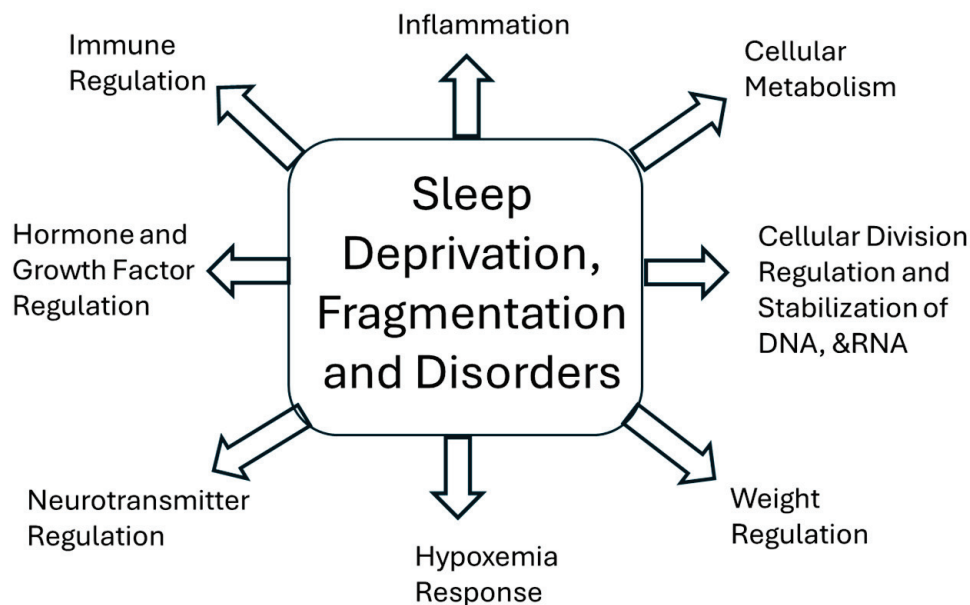 Inflammation
Immune
Regulation
Cellular
Metabolism
Sleep
Deprivation,
Fragmentation
and Disorders
Hormone and
Growth Factor
Regulation
Cellular Division
Regulation and
Stabilization of
DNA, &RNA
Neurotransmitter
Regulation
Hypoxemia
Response
Weight
Regulation